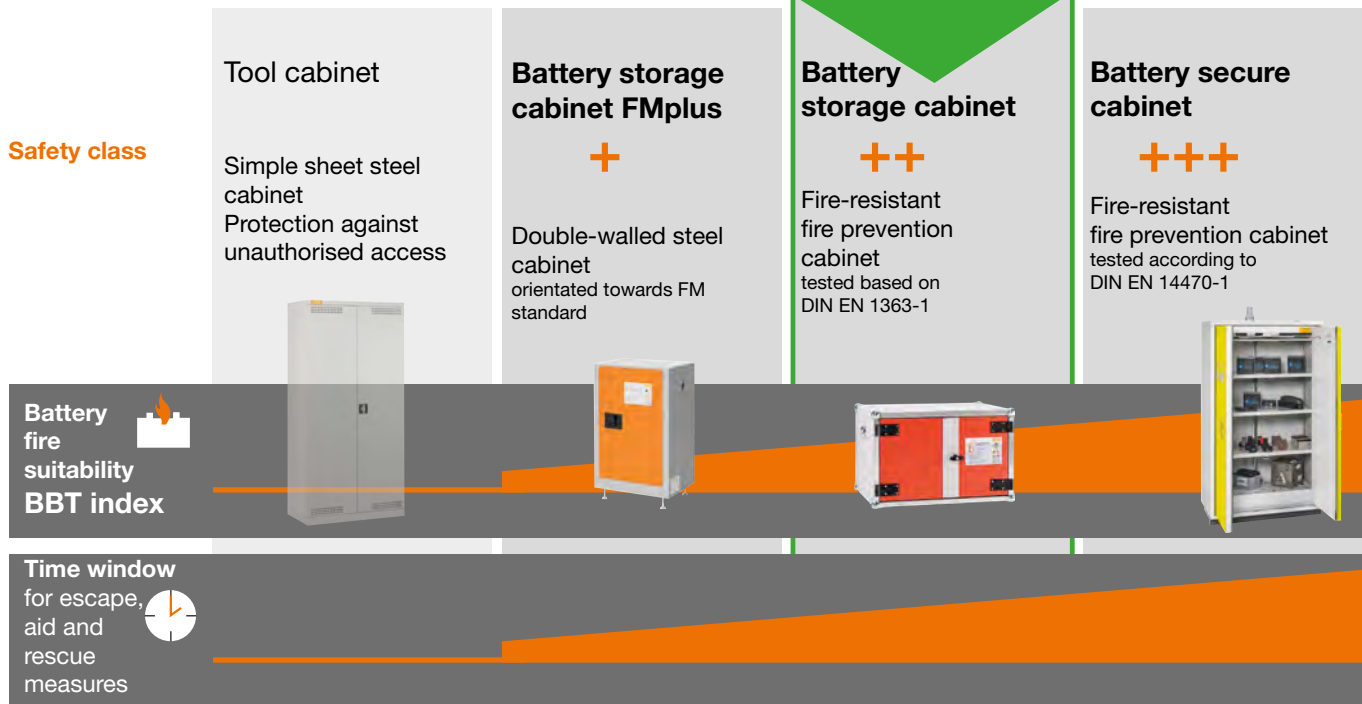 Safety class
Tool cabinet
Simple sheet steel
cabinet
Protection against
unauthorised access
Battery storage
cabinet FMplus
+
Double-walled steel
cabinet
orientated towards FM
standard
Battery
storage cabinet
++
Fire-resistant
fire prevention
cabinet
tested based on
DIN EN 1363-1
Battery secure
cabinet
+++
Fire-resistant
fire prevention cabinet
tested according to
DIN EN 14470-1
Battery
fire
suitability
BBT index
Time window
for escape,
aid and
rescue
measures